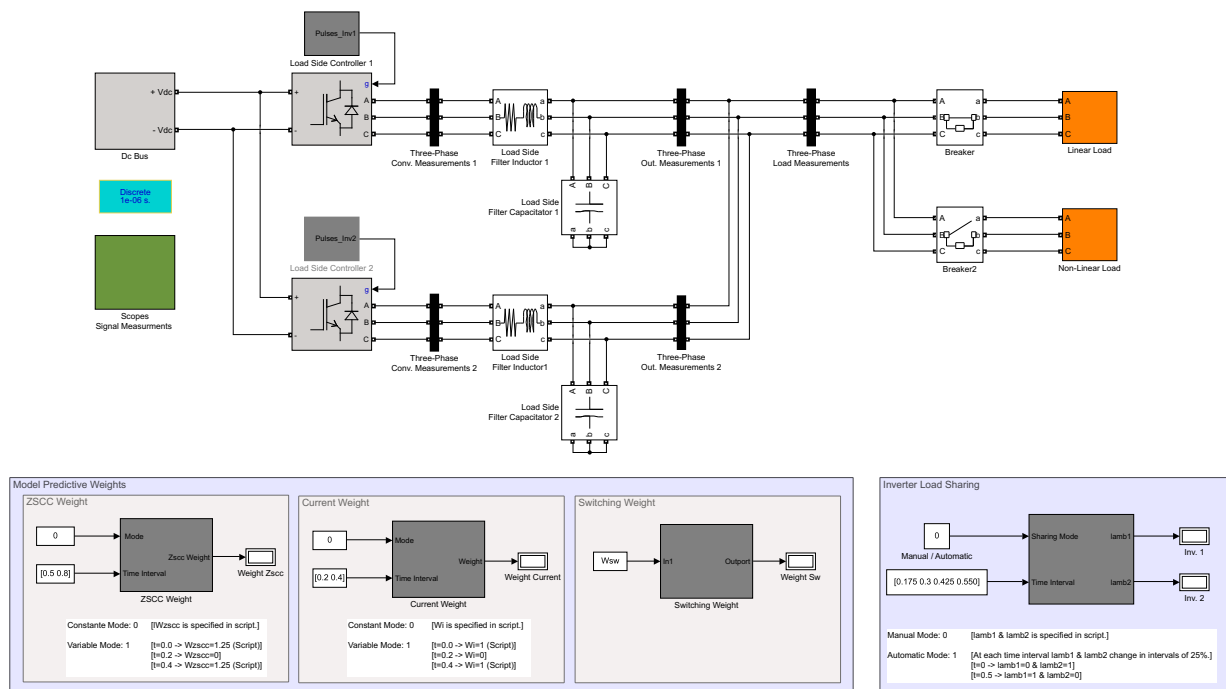 Pulses_Inv1
Load Side Controller 1
+ Vdc
- Vdc
Dc Bus
g
+
-
A
B
C
Three-Phase
Conv. Measurements 1
A
B
C
a
b
c
Load Side
Filter Inductor 1
A
B
C
a
b
c
Load Side
Filter Capacitator 1
Three-Phase
Out. Measurements 1
Three-Phase
Load Measurements
A
B
C
a
b
c
Breaker
A
B
C
Linear Load
Discrete
1e-06 s.
Scopes
Signal Measurments
Pulses_Inv2
Load Side Controller 2
g
+
-
A
B
C
Three-Phase
Conv. Measurements 2
A
B
C
a
b
c
Load Side
Filter Inductor1
A
B
C
a
b
c
Load Side
Filter Capacitator 2
Three-Phase
Out. Measurements 2
A
B
C
a
b
c
Breaker2
A
B
C
Non-Linear Load
Model Predictive Weights
ZSCC Weight
0
[0.5 0.8]
Mode
Time Interval
Zscc Weight
ZSCC Weight
Weight Zscc
Constante Mode: 0 [IWzscc is specified in script.]
Variable Mode: 1 [t=0.0 -> Wzscc=1.25 (Script)]
[t=0.2 -> Wzscc=0]
[t=0.4 -> Wzscc=1.25 (Script)]
Current Weight
0
[0.2 0.4]
Mode
Time Interval
Weight
Current Weight
Weight Current
Constant Mode: 0 [Wi is specified in script.]
Variable Mode: 1 [t=0.0 -> Wi=1 (Script)]
[t=0.2 -> Wi=0]
[t=0.4 -> Wi=1 (Script)]
Switching Weight
Wsw
In1
Outport
Switching Weight
Weight Sw
Inverter Load Sharing
0
Manual / Automatic
[0.175 0.3 0.425 0.550]
Sharing Mode
Time Interval
lamb1
lamb2
Inv. 1
Inv. 2
Manual Mode: 0 [lamb1 & lamb2 is specified in script.]
Automatic Mode: 1 [At each time interval lamb1 & lamb2 change in intervals of 25%.]
[t=0 -> lamb1=0 & lamb2=1]
[t=0.5 -> lamb1=1 & lamb2=0]